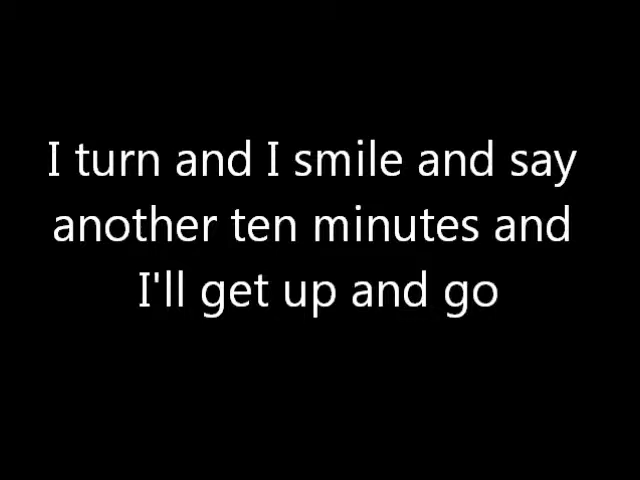 I turn and I smile and say
another ten minutes and
I'll get up and go